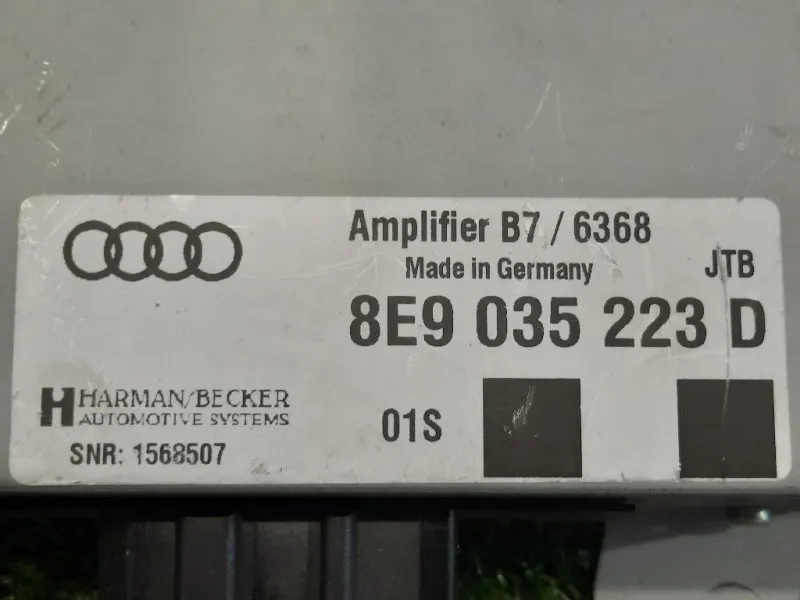 Amplifier B7 / 6368
Made in Germany JTB
8E9 035 223 D
HARMAN/BECKER
AUTOMOTIVE SYSTEMS
01S
SNR: 1568507